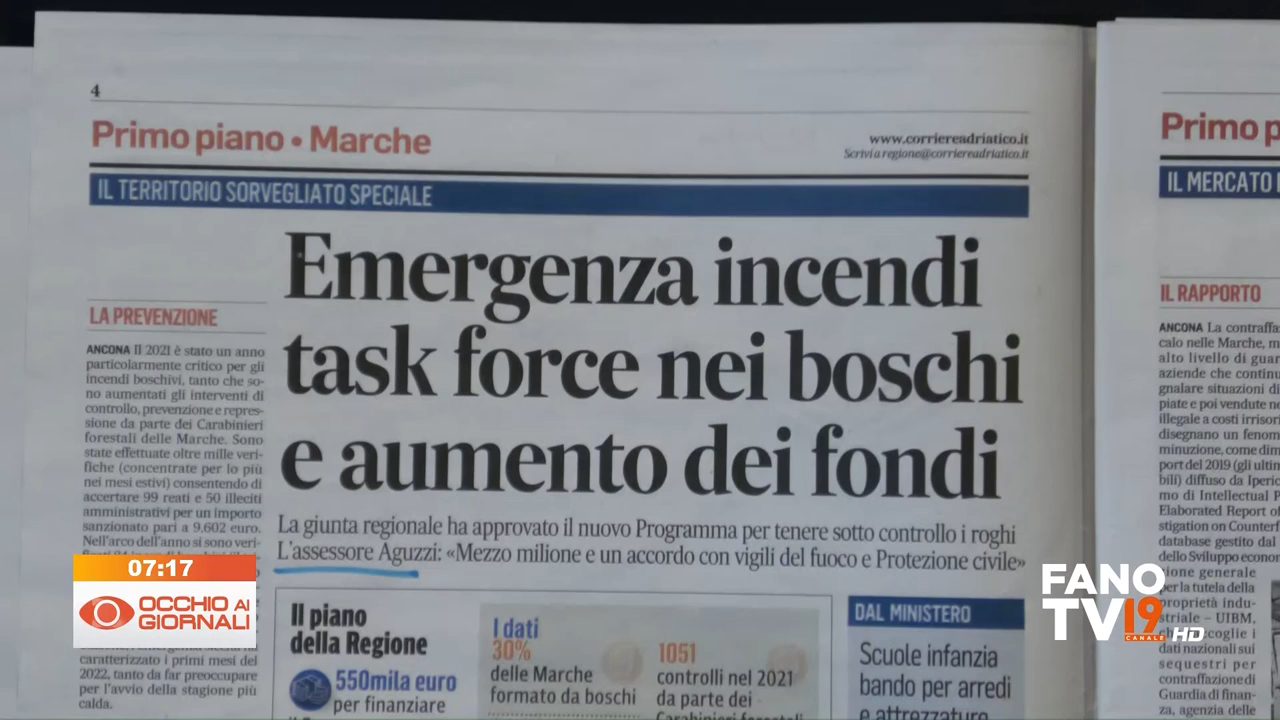 4
Primo piano • Marche
www.corriereadriatico.it
Scrivi a regione@corriereadriatico.it
IL TERRITORIO SORVEGLIATO SPECIALE
Emergenza incendi
task force nei boschi
e aumento dei fondi
La giunta regionale ha approvato il nuovo Programma per tenere sotto controllo i roghi
L'assessore Aguzzi: «Mezzo milione e un accordo con vigili del fuoco e Protezione civile»
LA PREVENZIONE
ANCONA Il 2021 è stato un anno
particolarmente critico per gli
incendi boschivi, tanto che so-
no aumentati gli interventi di
controllo, prevenzione e repres-
sione da parte dei Carabinieri
forestali delle Marche. Sono
state effettuate oltre mille veri-
fiche (concentrate per lo più
nei mesi estivi) consentendo di
accertare 99 reati e 50 illeciti
amministrativi per un importo
sanzionato pari a 9.602 euro.
Nell'arco dell'anno si sono veri-
caratterizzato i primi mesi del
2022, tanto da far preoccupare
per l'avvio della stagione più
calda.
Il piano
della Regione
550mila euro
per finanziare
I dati
30%
delle Marche
formato da boschi
1051
controlli nel 2021
da parte dei
Carabinieri forestali
DAL MINISTERO
Scuole infanzia
bando per arredi
e attrezzature
Primo p
IL MERCATO
IL RAPPORTO
ANCONA La contraffa
calo nelle Marche, m
alto livello di guar
aziende che continu
gnalare situazioni di
piate e poi vendute ne
illegale a costi irrisori
disegnano un fenom
minuzione, come dim
port del 2019 (gli ultim
bili) diffuso da Iperic
mo di Intellectual P
Elaborated Report of
stigation on Counterf
database gestito dal
dello Sviluppo econom
zione generale
per la tutela della
proprietà indu-
striale – UIBM,
che raccoglie i
dati nazionali sui
sequestri per
contraffazione di
Guardia di finan-
za, agenzia delle
07:17
OCCHIO AI
GIORNALI
FANO
TV19
CANALE HD